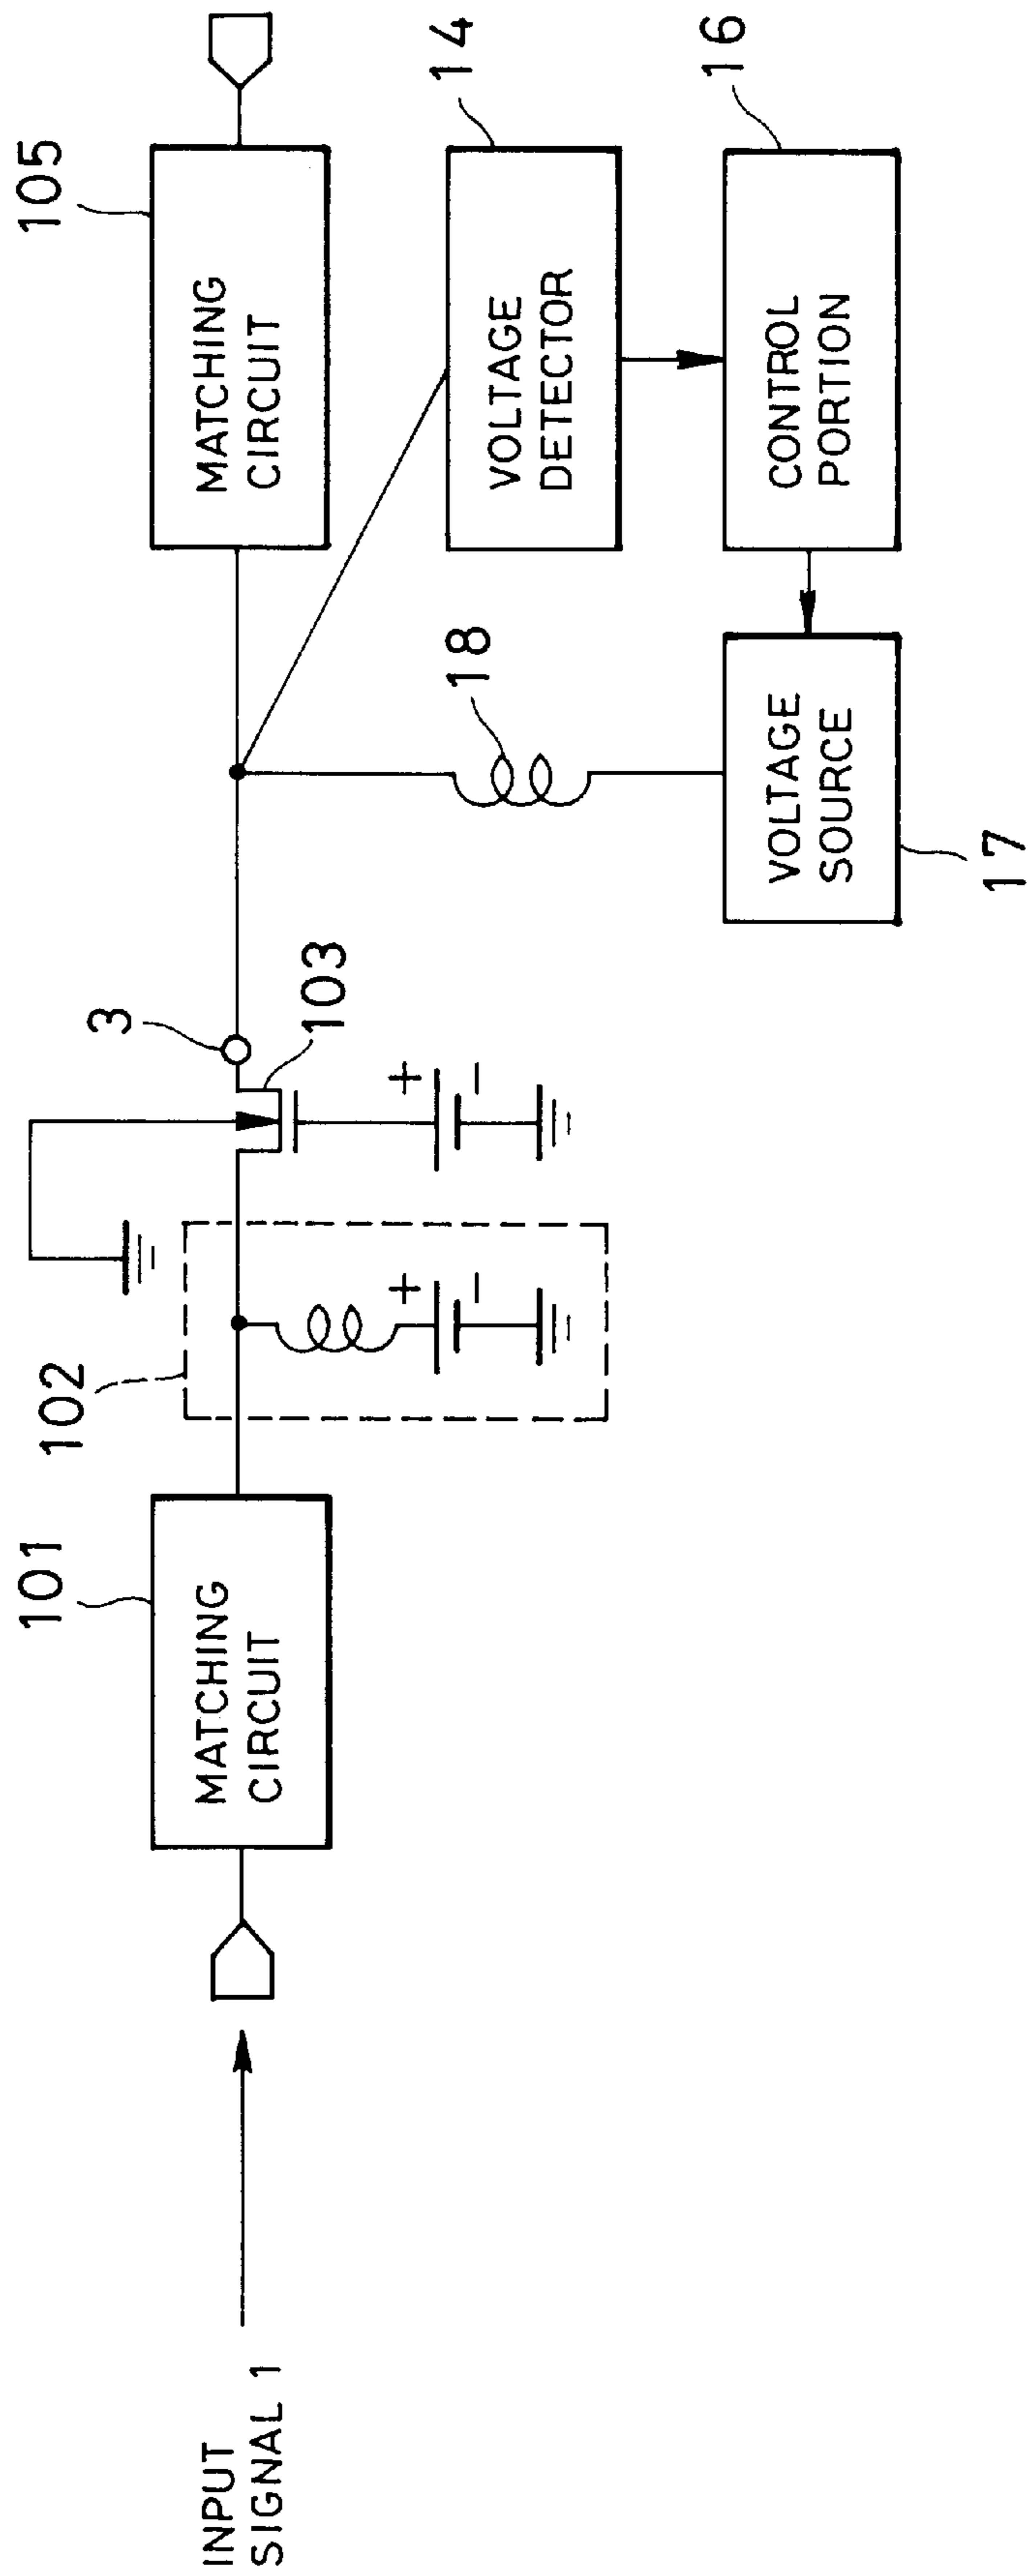 INPUT
SIGNAL 1
101
MATCHING
CIRCUIT
102
+
−
3
103
+
−
105
MATCHING
CIRCUIT
18
14
VOLTAGE
DETECTOR
16
CONTROL
PORTION
VOLTAGE
SOURCE
17